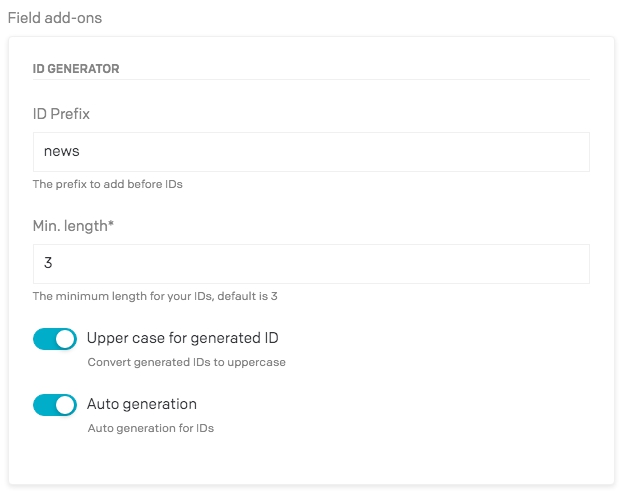 Field add-ons
ID GENERATOR
ID Prefix
news
The prefix to add before IDs
Min. length*
3
The minimum length for your IDs, default is 3
Upper case for generated ID
Convert generated IDs to uppercase
Auto generation
Auto generation for IDs